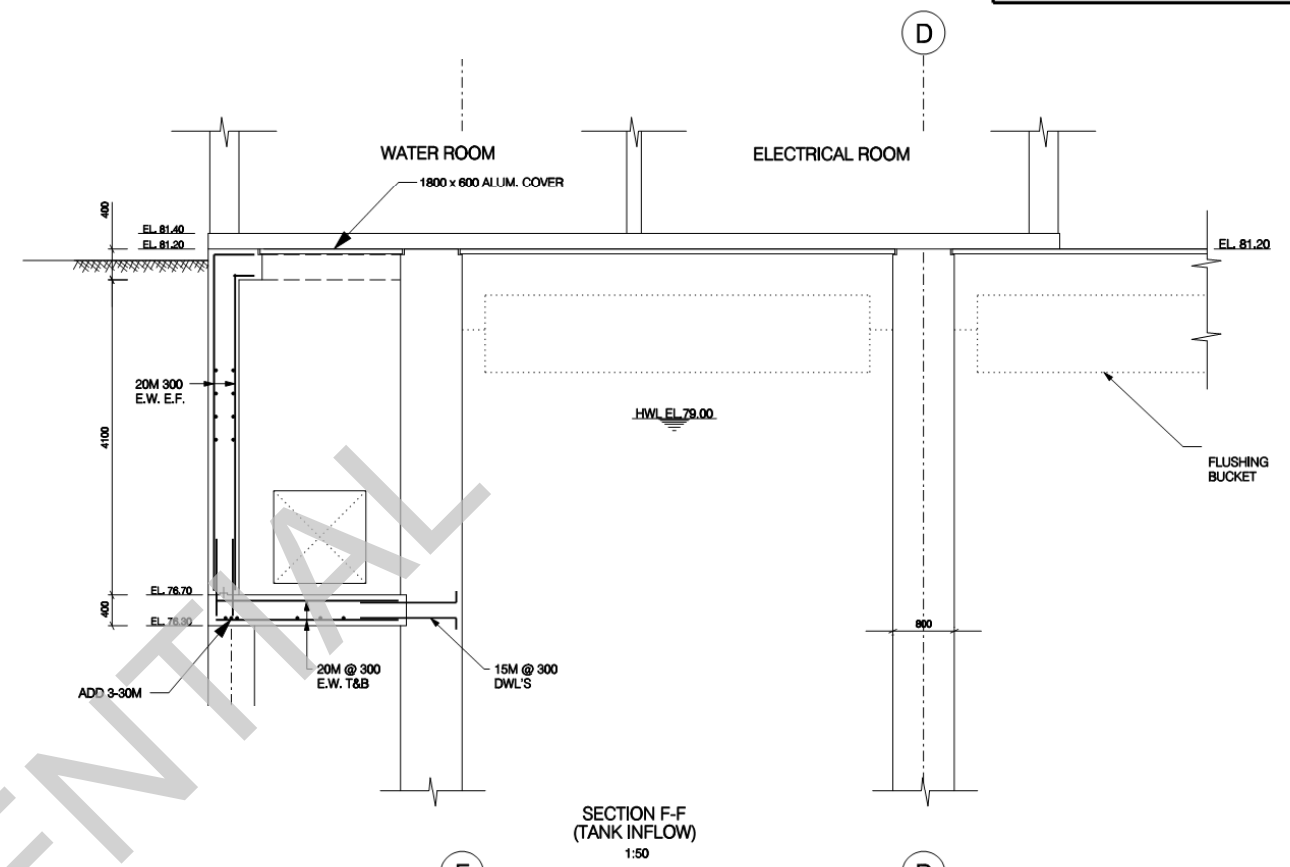 D
WATER ROOM
ELECTRICAL ROOM
1800 x 600 ALUM. COVER
400
EL. 81.40
EL. 81.20
EL. 81.20
20M 300
E.W. E.F.
HWL EL.79.00
4100
FLUSHING
BUCKET
EL. 76.70
400
EL. 76.30
800
20M @ 300
E.W. T&B
15M @ 300
DWL'S
ADD 3-30M
SECTION F-F
(TANK INFLOW)
1:50
ENTIAL